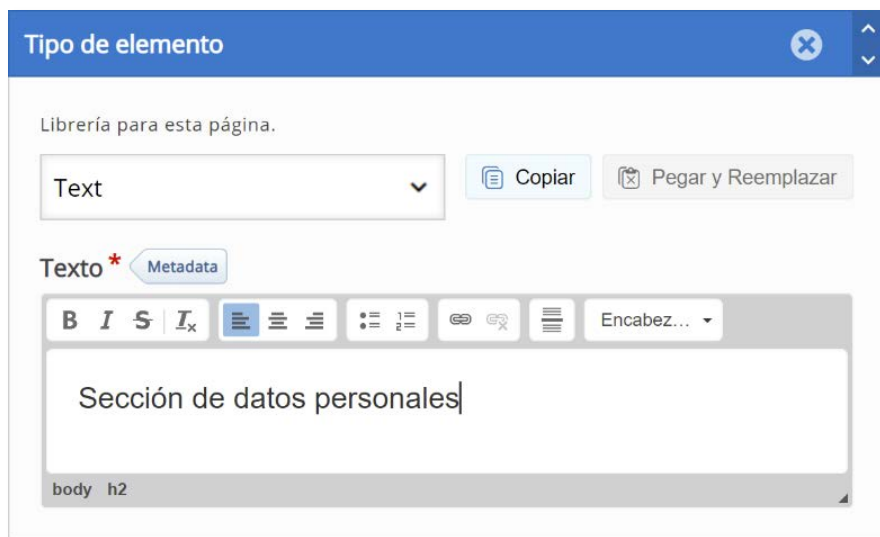 Tipo de elemento
Librería para esta página.
Text Copiar Pegar y Reemplazar
Texto * Metadata
B I S Ix Encabez...
Sección de datos personales
body h2